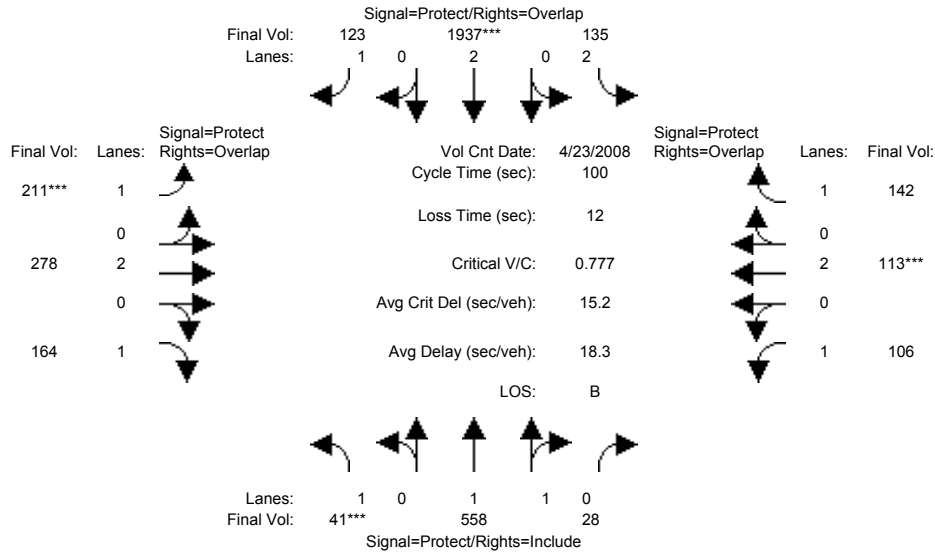 Signal=Protect/Rights=Overlap
Final Vol: 123 1937*** 135
Lanes: 1 0 2 0 2
Signal=Protect
Final Vol: Lanes: Rights=Overlap
Vol Cnt Date: 4/23/2008
Signal=Protect
Rights=Overlap Lanes: Final Vol:
Cycle Time (sec): 100
211*** 1
1 142
Loss Time (sec): 12
0
0
278 2
Critical V/C: 0.777
2 113***
0
Avg Crit Del (sec/veh): 15.2
0
164 1
Avg Delay (sec/veh): 18.3
1 106
LOS: B
Lanes: 1 0 1 1 0
Final Vol: 41*** 558 28
Signal=Protect/Rights=Include